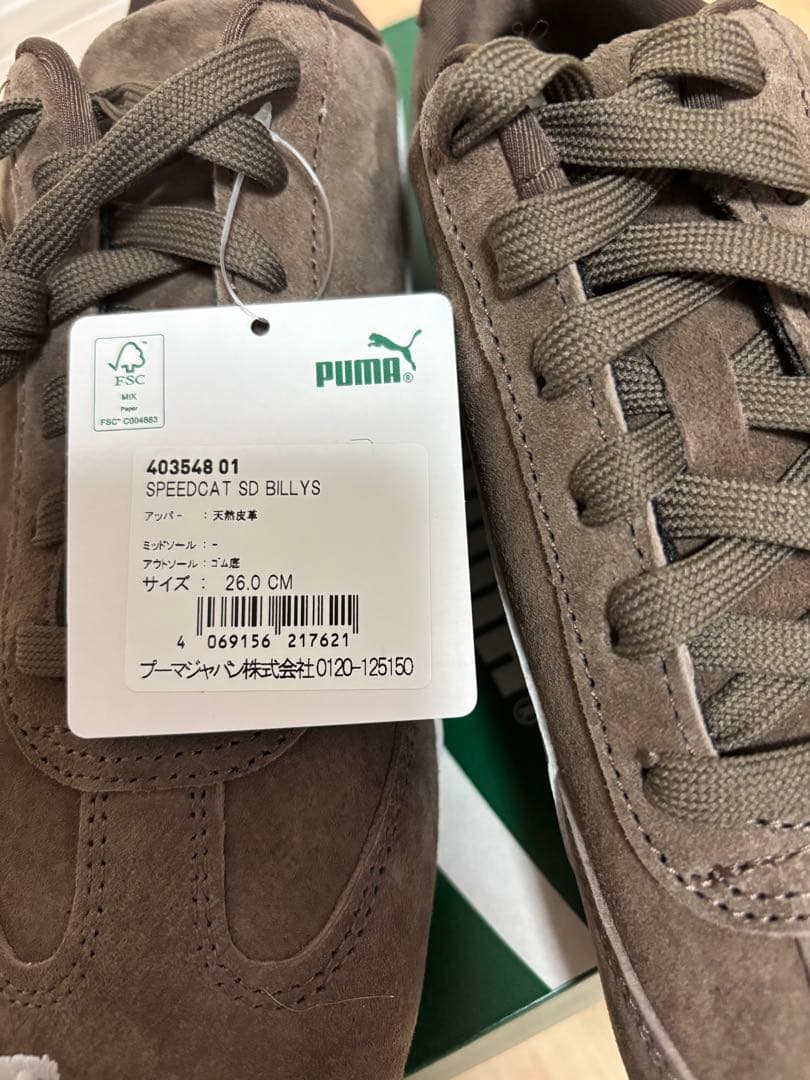 FSC
MIX
Paper
FSC™ C004863
PUMA®
403548 01
SPEEDCAT SD BILLYS
アッパー : 天然皮革
ミッドソール : -
アウトソール : ゴム底
サイズ : 26.0 CM
4 069156 217621
プーマジャパン株式会社0120-125150